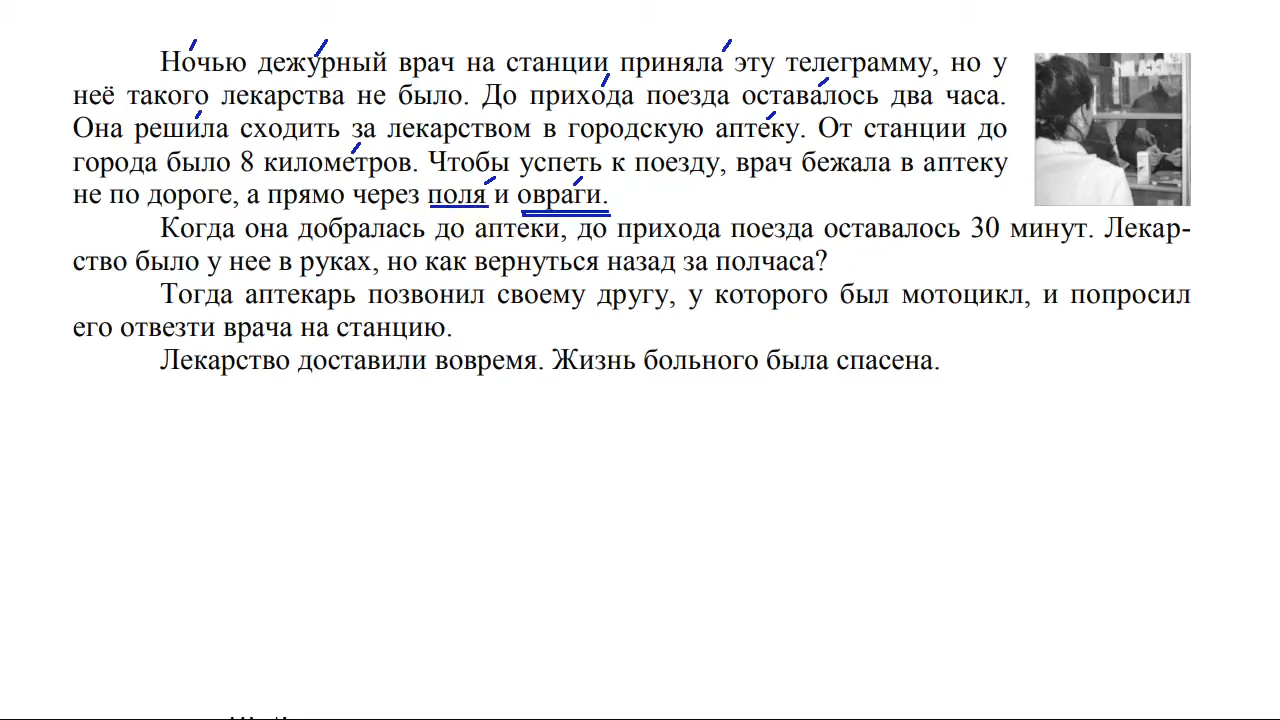 Ночью дежурный врач на станции приняла эту телеграмму, но у
неё такого лекарства не было. До прихода поезда оставалось два часа.
Она решила сходить за лекарством в городскую аптеку. От станции до
города было 8 километров. Чтобы успеть к поезду, врач бежала в аптеку
не по дороге, а прямо через поля и овраги.
Когда она добралась до аптеки, до прихода поезда оставалось 30 минут. Лекар-
ство было у нее в руках, но как вернуться назад за полчаса?
Тогда аптекарь позвонил своему другу, у которого был мотоцикл, и попросил
его отвезти врача на станцию.
Лекарство доставили вовремя. Жизнь больного была спасена.